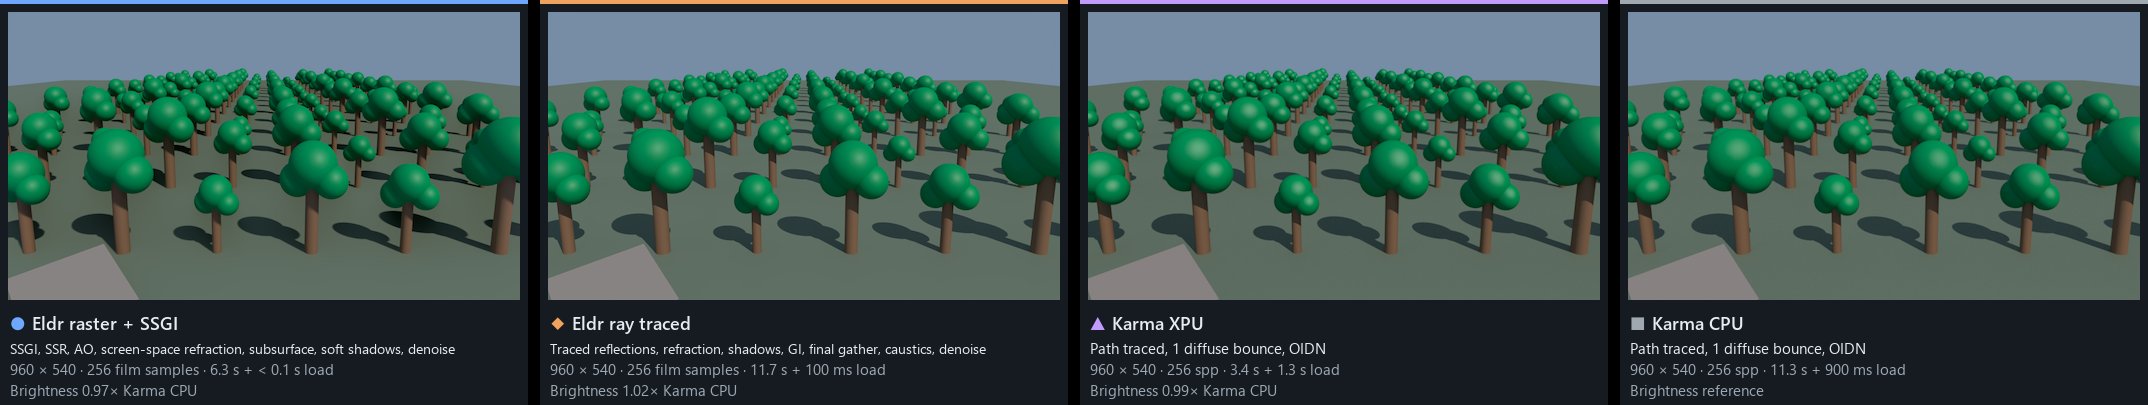 Eldr raster + SSGI
SSGI, SSR, AO, screen-space refraction, subsurface, soft shadows, denoise
960 × 540 · 256 film samples · 6.3 s + < 0.1 s load
Brightness 0.97× Karma CPU
Eldr ray traced
Traced reflections, refraction, shadows, GI, final gather, caustics, denoise
960 × 540 · 256 film samples · 11.7 s + 100 ms load
Brightness 1.02× Karma CPU
Karma XPU
Path traced, 1 diffuse bounce, OIDN
960 × 540 · 256 spp · 3.4 s + 1.3 s load
Brightness 0.99× Karma CPU
Karma CPU
Path traced, 1 diffuse bounce, OIDN
960 × 540 · 256 spp · 11.3 s + 900 ms load
Brightness reference